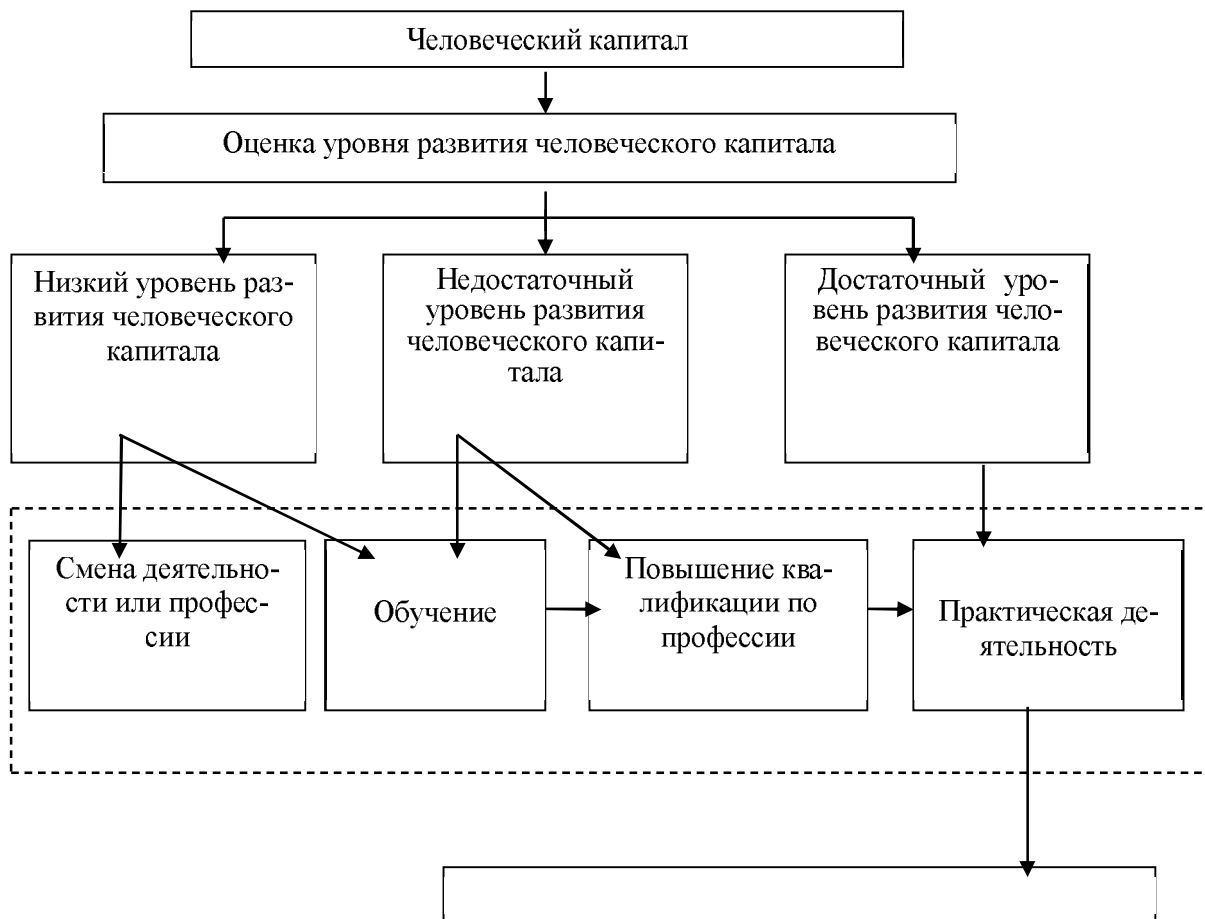 Человеческий капитал
Оценка уровня развития человеческого капитала
Низкий уровень раз-
вития человеческого
капитала
Недостаточный
уровень развития
человеческого капи-
тала
Достаточный уро-
вень развития чело-
веческого капитала
Смена деятельно-
сти или профес-
сии
Обучение
Повышение ква-
лификации по
профессии
Практическая де-
ятельность